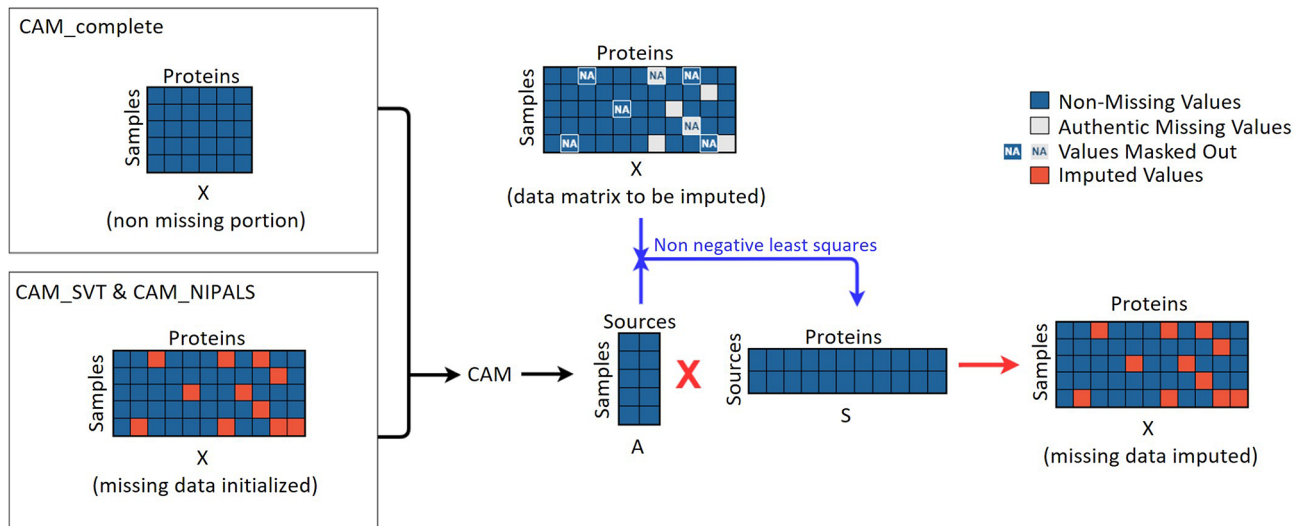 CAM_complete
Proteins
Samples
X
(non missing portion)
CAM_SVT & CAM_NIPALS
Proteins
Samples
X
(missing data initialized)
CAM
Proteins
Samples
NA NA NA
NA
NA
NA NA
X
(data matrix to be imputed)
Non negative least squares
Sources
Samples
A
X
Proteins
Sources
S
Proteins
Samples
X
(missing data imputed)
Non-Missing Values
Authentic Missing Values
NA NA Values Masked Out
Imputed Values